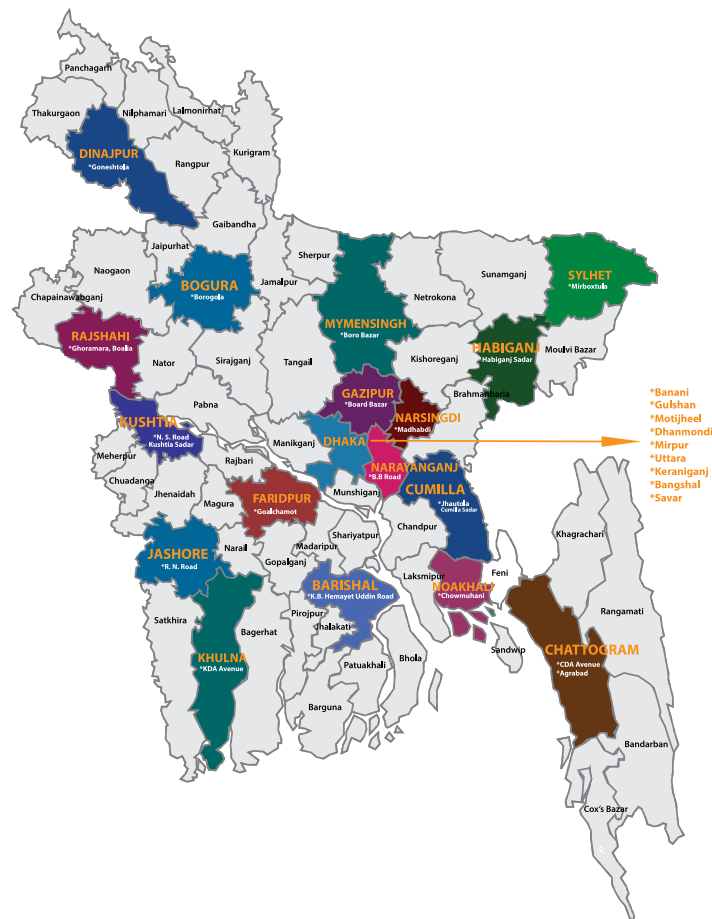 Panchagarh
Thakurgaon
Nilphamari
Lalmonirhat
DINAJPUR
*Goneshtola
Rangpur
Kurigram
Gaibandha
Jaipurhat
Sherpur
Naogaon
BOGURA
*Borogola
Jamalpur
Netrokona
Sunamganj
SYLHET
*Mirboxtula
Chapainawabganj
RAJSHAHI
*Ghoramara, Boalia
MYMENSINGH
*Boro Bazar
HABIGANJ
Habiganj Sadar
Moulvi Bazar
Nator
Sirajganj
Tangail
Kishoreganj
GAZIPUR
*Board Bazar
Brahmanbaria
Pabna
KUSHTIA
*N. S. Road
Kushtia Sadar
NARSINGDI
*Madhabdi
Manikganj
DHAKA
*Banani
*Gulshan
*Motijheel
*Dhanmondi
*Mirpur
*Uttara
*Keraniganj
*Bangshal
*Savar
Meherpur
Chuadanga
Rajbari
NARAYANGANJ
*B.B Road
Jhenaidah
Magura
FARIDPUR
*Goalchamot
Munshiganj
CUMILLA
*Jhautola
Cumilla Sadar
JASHORE
*R. N. Road
Narail
Madaripur
Shariyatpur
Chandpur
Khagrachari
Gopalganj
BARISHAL
*K.B. Hemayet Uddin Road
Laksmipur
NOAKHALI
*Chowmuhani
Feni
Satkhira
Bagerhat
Pirojpur
Jhalakati
Rangamati
KHULNA
*KDA Avenue
Patuakhali
Bhola
Sandwip
CHATTOGRAM
*CDA Avenue
*Agrabad
Barguna
Bandarban
Cox's Bazar